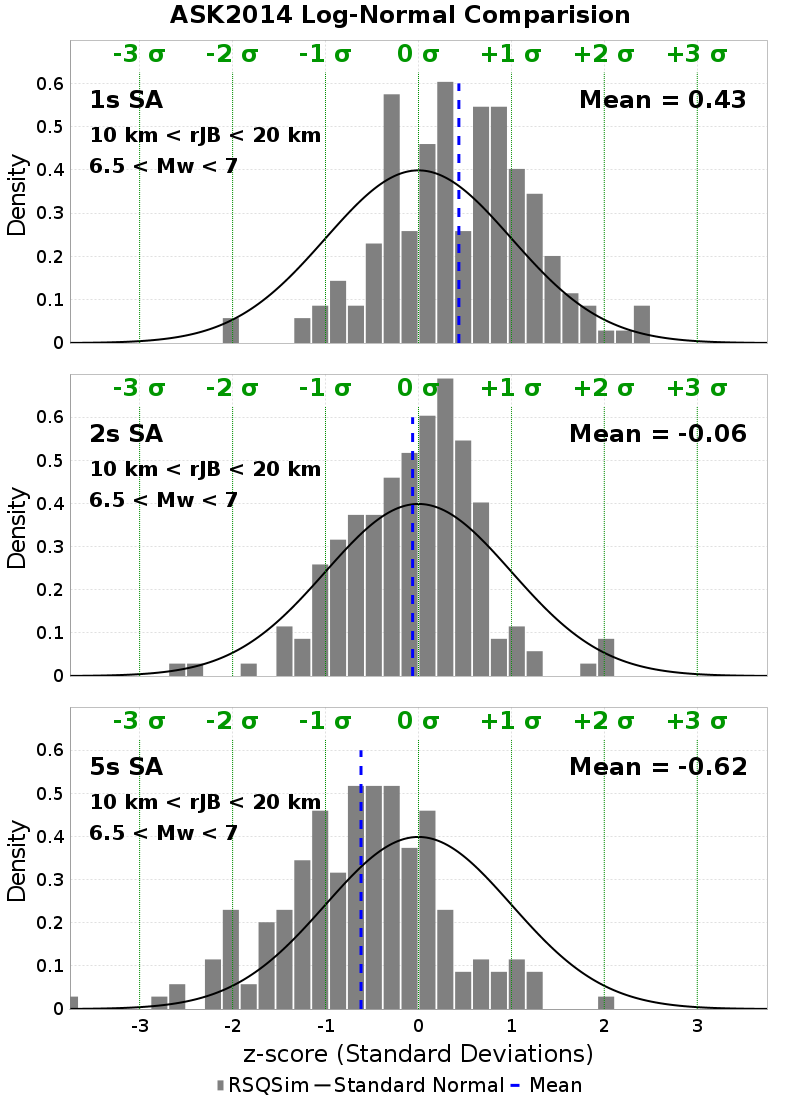 ASK2014 Log-Normal Comparision
-3 σ -2 σ -1 σ 0 σ +1 σ +2 σ +3 σ
1s SA
Mean = 0.43
10 km < rJB < 20 km
6.5 < Mw < 7
Density
0.6
0.5
0.4
0.3
0.2
0.1
0
-3 σ -2 σ -1 σ 0 σ +1 σ +2 σ +3 σ
2s SA
Mean = -0.06
10 km < rJB < 20 km
6.5 < Mw < 7
Density
0.6
0.5
0.4
0.3
0.2
0.1
0
-3 σ -2 σ -1 σ 0 σ +1 σ +2 σ +3 σ
5s SA
Mean = -0.62
10 km < rJB < 20 km
6.5 < Mw < 7
Density
0.6
0.5
0.4
0.3
0.2
0.1
0
-3 -2 -1 0 1 2 3
z-score (Standard Deviations)
RSQSim Standard Normal Mean